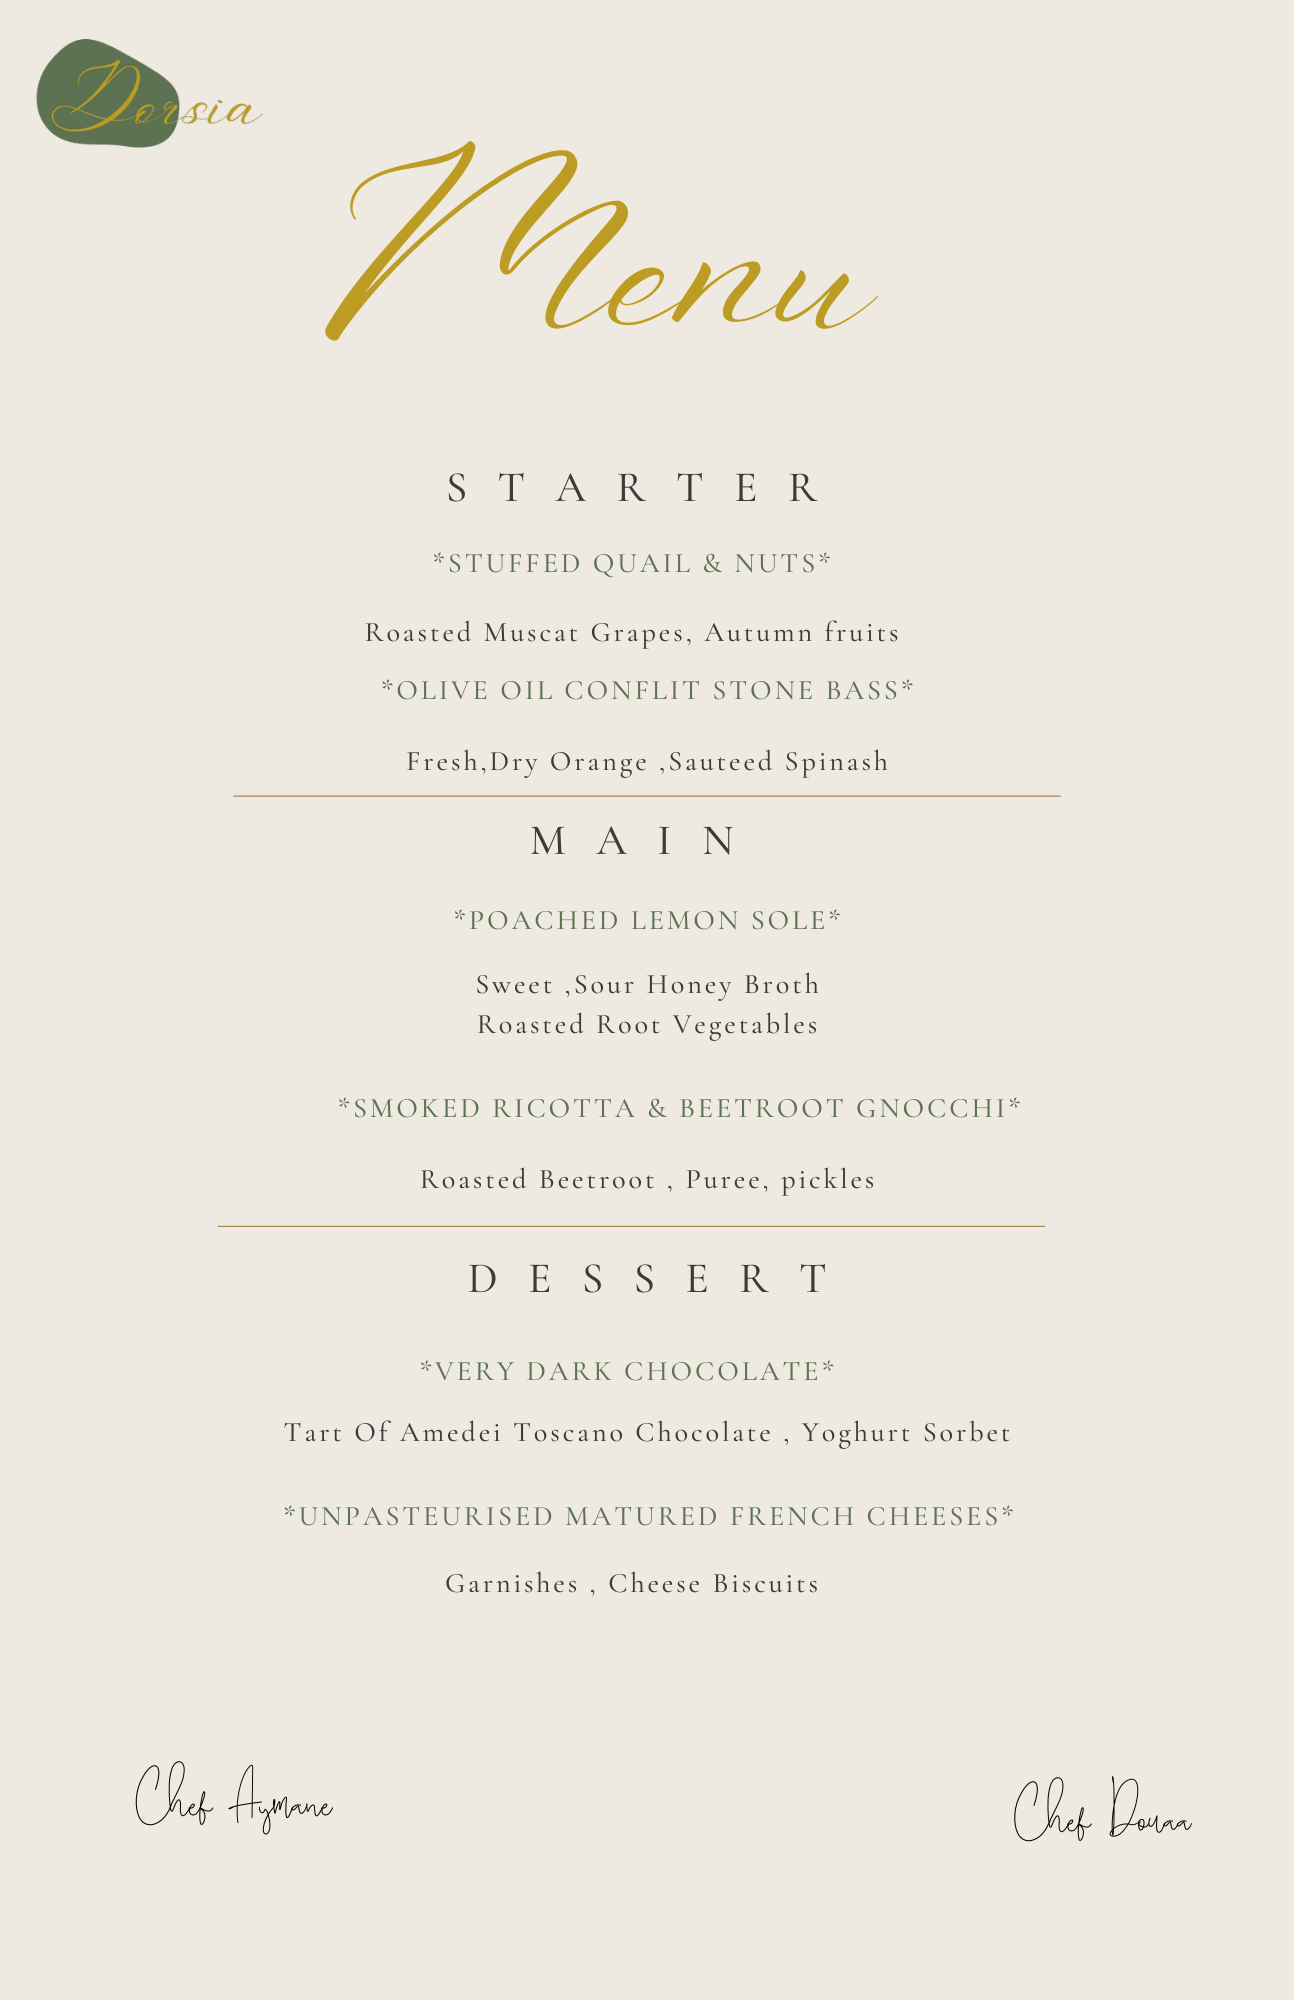 Dorsia
Menu
STARTER
*STUFFED QUAIL & NUTS*
Roasted Muscat Grapes, Autumn fruits
*OLIVE OIL CONFLIT STONE BASS*
Fresh,Dry Orange ,Sauteed Spinash
MAIN
*POACHED LEMON SOLE*
Sweet ,Sour Honey Broth
Roasted Root Vegetables
*SMOKED RICOTTA & BEETROOT GNOCCHI*
Roasted Beetroot , Puree, pickles
DESSERT
*VERY DARK CHOCOLATE*
Tart Of Amedei Toscano Chocolate , Yoghurt Sorbet
*UNPASTEURISED MATURED FRENCH CHEESES*
Garnishes , Cheese Biscuits
Chef Aymane
Chef Douaa